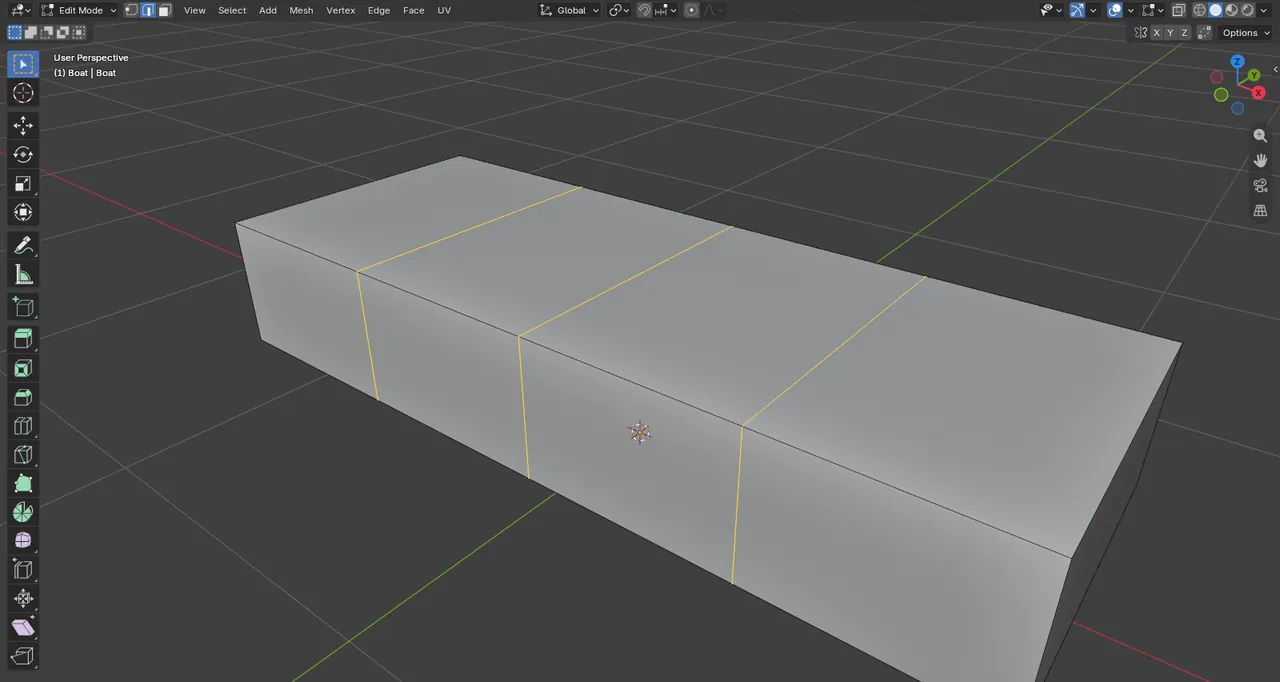 Edit Mode View Select Add Mesh Vertex Edge Face UV Global
X Y Z Options
User Perspective
(1) Boat | Boat
Z
Y
X